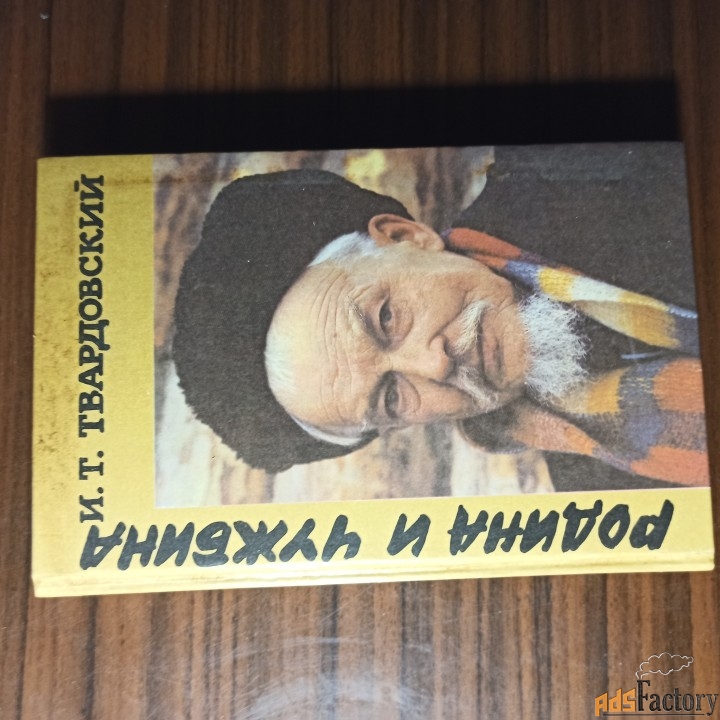 И. Т. ТВАРДОВСКИЙ
РОДИНА И ЧУЖБИНА
AdsFactory